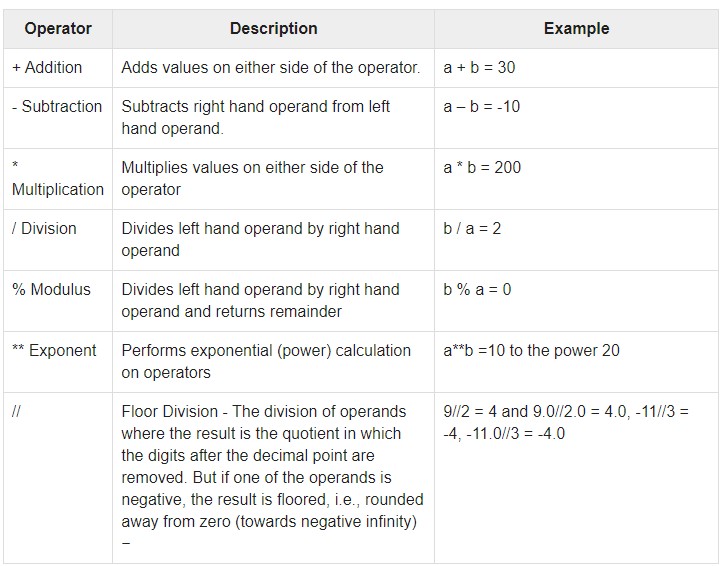 Operator Description Example
+ Addition Adds values on either side of the operator. a + b = 30
- Subtraction Subtracts right hand operand from left a – b = -10
hand operand.
* Multiplies values on either side of the a * b = 200
Multiplication operator
/ Division Divides left hand operand by right hand b / a = 2
operand
% Modulus Divides left hand operand by right hand b % a = 0
operand and returns remainder
** Exponent Performs exponential (power) calculation a**b =10 to the power 20
on operators
// Floor Division - The division of operands 9//2 = 4 and 9.0//2.0 = 4.0, -11//3 =
where the result is the quotient in which -4, -11.0//3 = -4.0
the digits after the decimal point are
removed. But if one of the operands is
negative, the result is floored, i.e., rounded
away from zero (towards negative infinity)
–